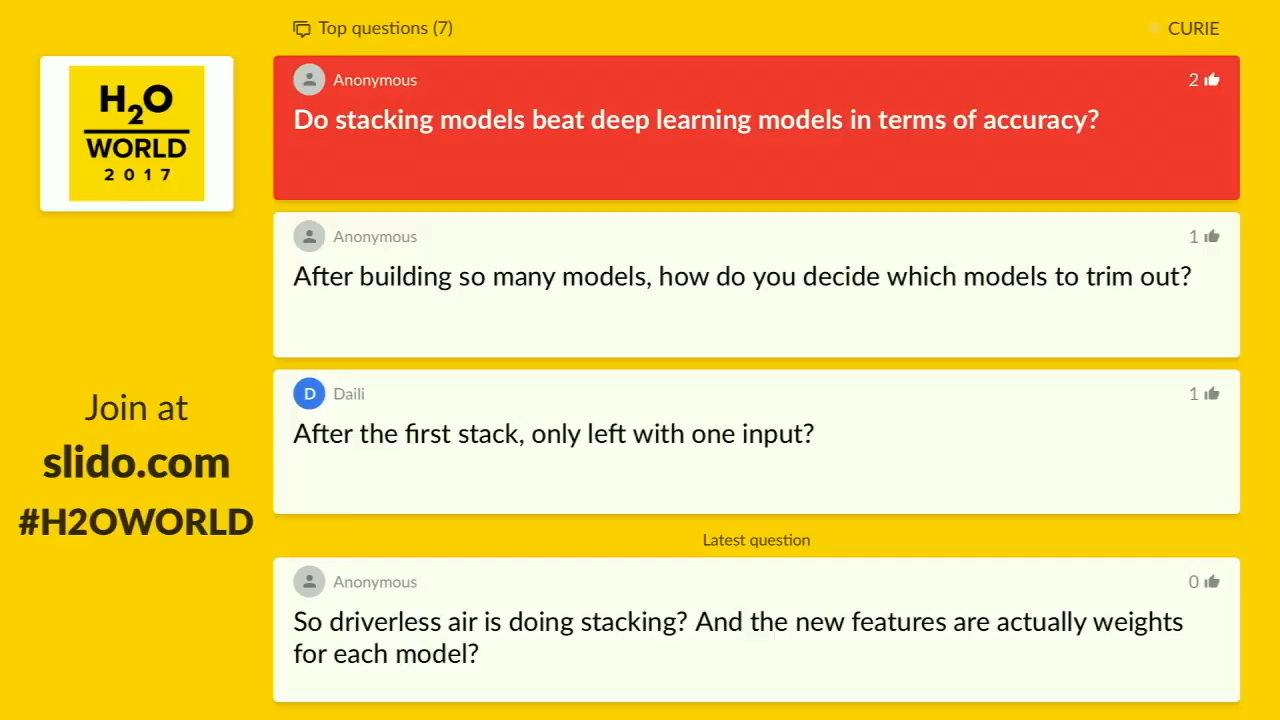 Top questions (7)
CURIE
H2O
WORLD
2017
Anonymous
2
Do stacking models beat deep learning models in terms of accuracy?
Anonymous
1
After building so many models, how do you decide which models to trim out?
D
Daili
1
After the first stack, only left with one input?
Join at
slido.com
#H2OWORLD
Latest question
Anonymous
0
So driverless air is doing stacking? And the new features are actually weights
for each model?